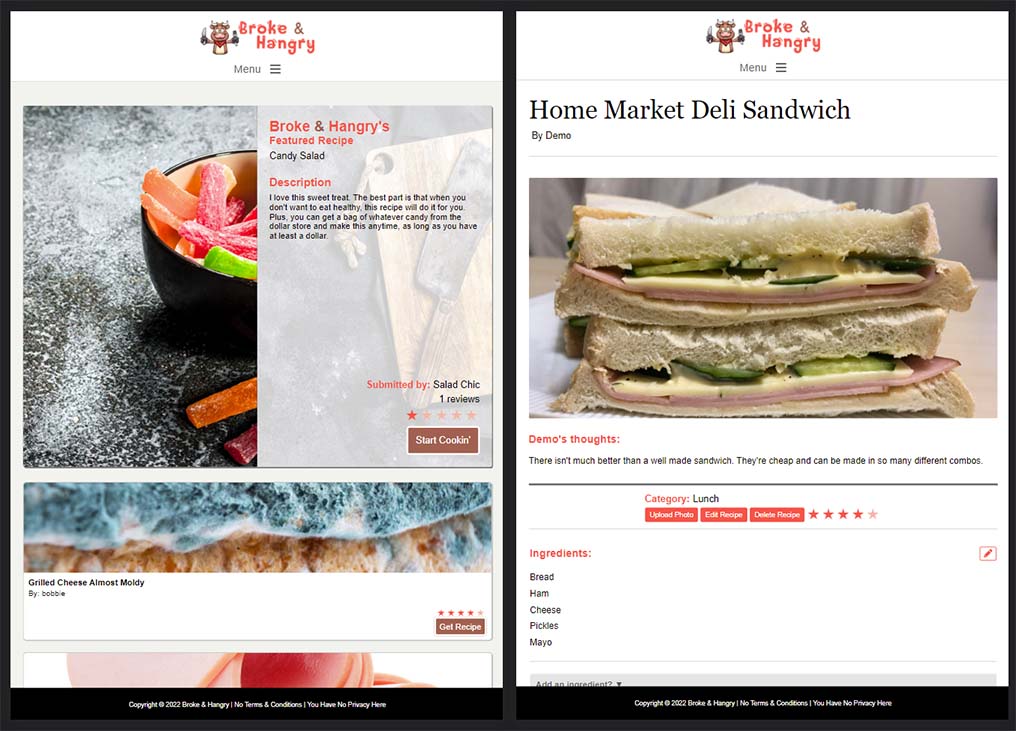 Broke &
Hangry
Menu
Broke & Hangry's
Featured Recipe
Candy Salad
Description
I love this sweet treat. The best part is that when you
don't want to eat healthy, this recipe will do it for you.
Plus, you can get a bag of whatever candy from the
dollar store and make this anytime, as long as you have
at least a dollar.
Submitted by: Salad Chic
1 reviews
Start Cookin'
Grilled Cheese Almost Moldy
By: bobbie
Get Recipe
Copyright @ 2022 Broke & Hangry | No Terms & Conditions | You Have No Privacy Here
Broke &
Hangry
Menu
Home Market Deli Sandwich
By Demo
Demo's thoughts:
There isn't much better than a well made sandwich. They're cheap and can be made in so many different combos.
Category: Lunch
Upload Photo Edit Recipe Delete Recipe
Ingredients:
Bread
Ham
Cheese
Pickles
Mayo
Add an ingredient? ▼
Copyright @ 2022 Broke & Hangry | No Terms & Conditions | You Have No Privacy Here